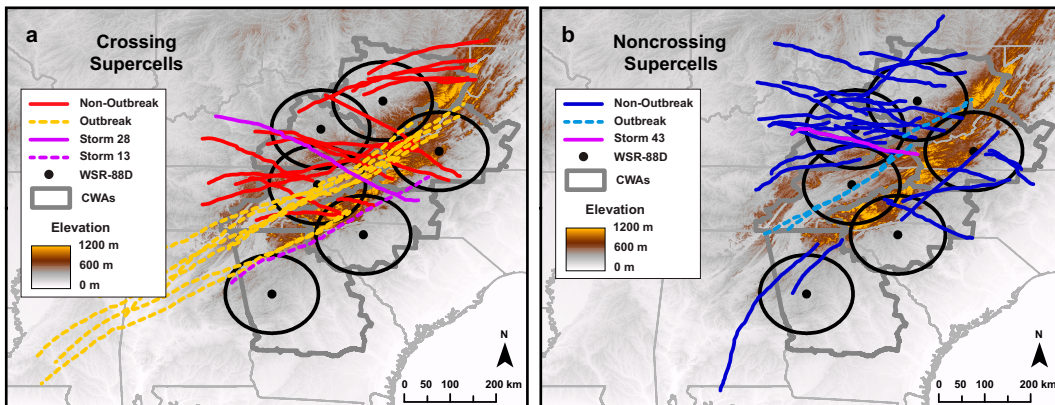 a
Crossing
Supercells
Non-Outbreak
Outbreak
Storm 28
Storm 13
WSR-88D
CWAs
Elevation
1200 m
600 m
0 m
N
0 50 100 200 km
b
Noncrossing
Supercells
Non-Outbreak
Outbreak
Storm 43
WSR-88D
CWAs
Elevation
1200 m
600 m
0 m
N
0 50 100 200 km